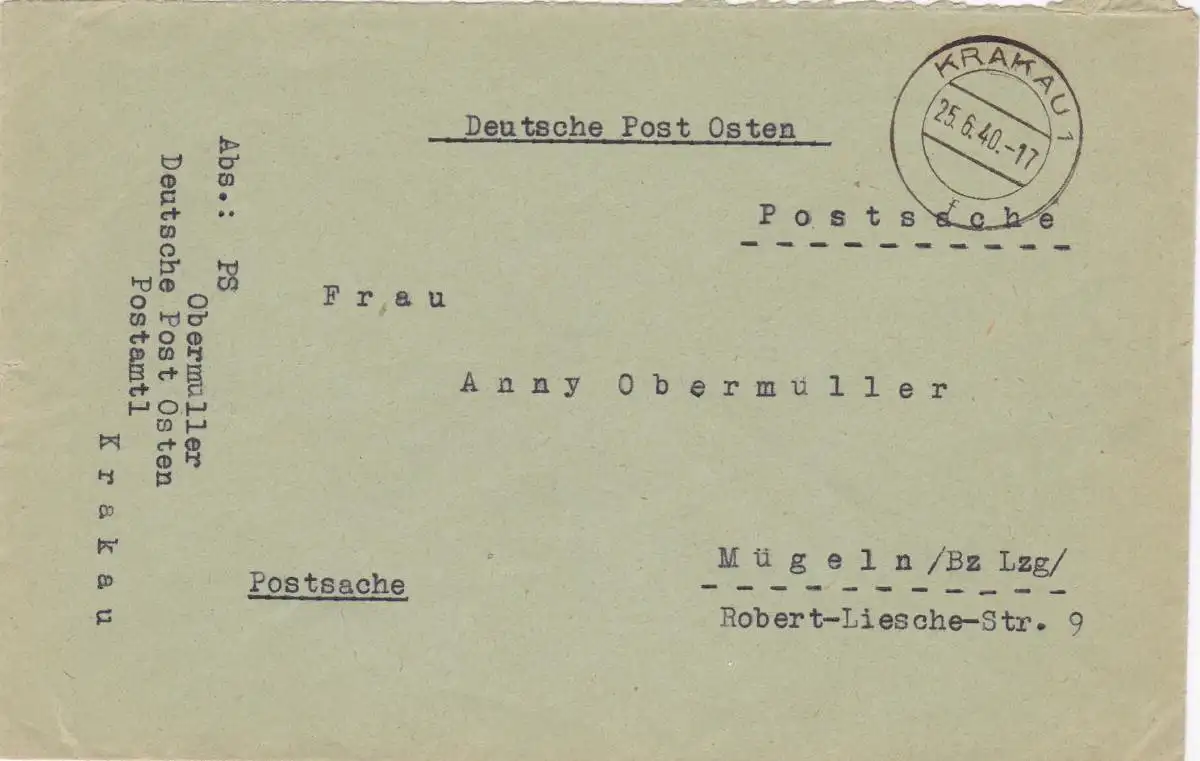 Deutsche Post Osten
KRAKAU 1
25.6.40.-17
f
Postsache
Abs.: PS
Obermüller
Deutsche Post Osten
Postamt1
Krakau
Frau
Anny Obermüller
Mügeln /Bz Lzg/
Robert-Liesche-Str. 9
Postsache